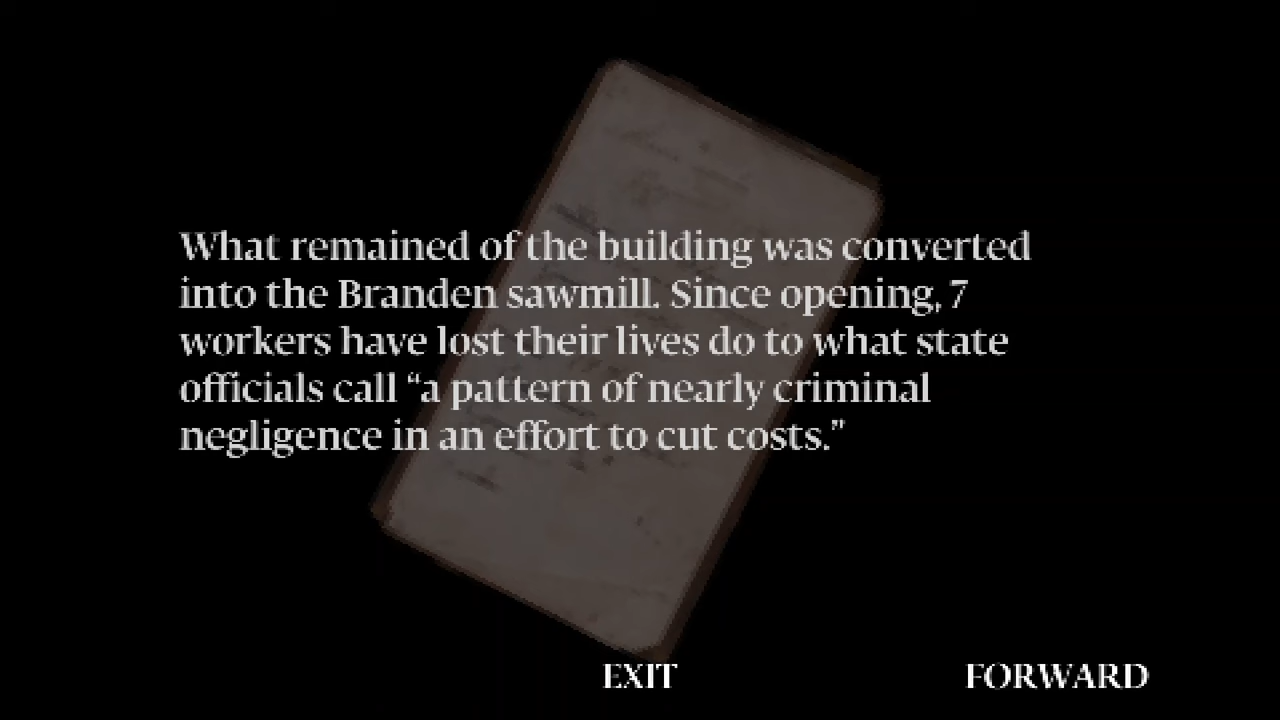 What remained of the building was converted
into the Branden sawmill. Since opening, 7
workers have lost their lives do to what state
officials call “a pattern of nearly criminal
negligence in an effort to cut costs.”
EXIT
FORWARD